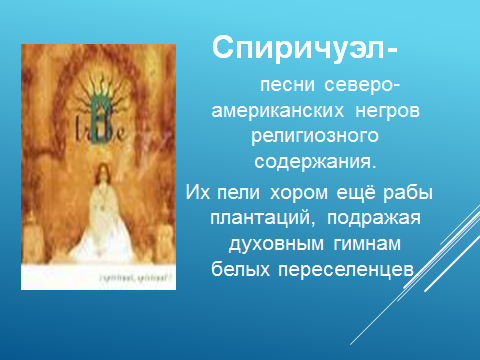 Спиричуэл-
песни северо-
американских негров
религиозного
содержания.
Их пели хором ещё рабы
плантаций, подражая
духовным гимнам
белых переселенцев.